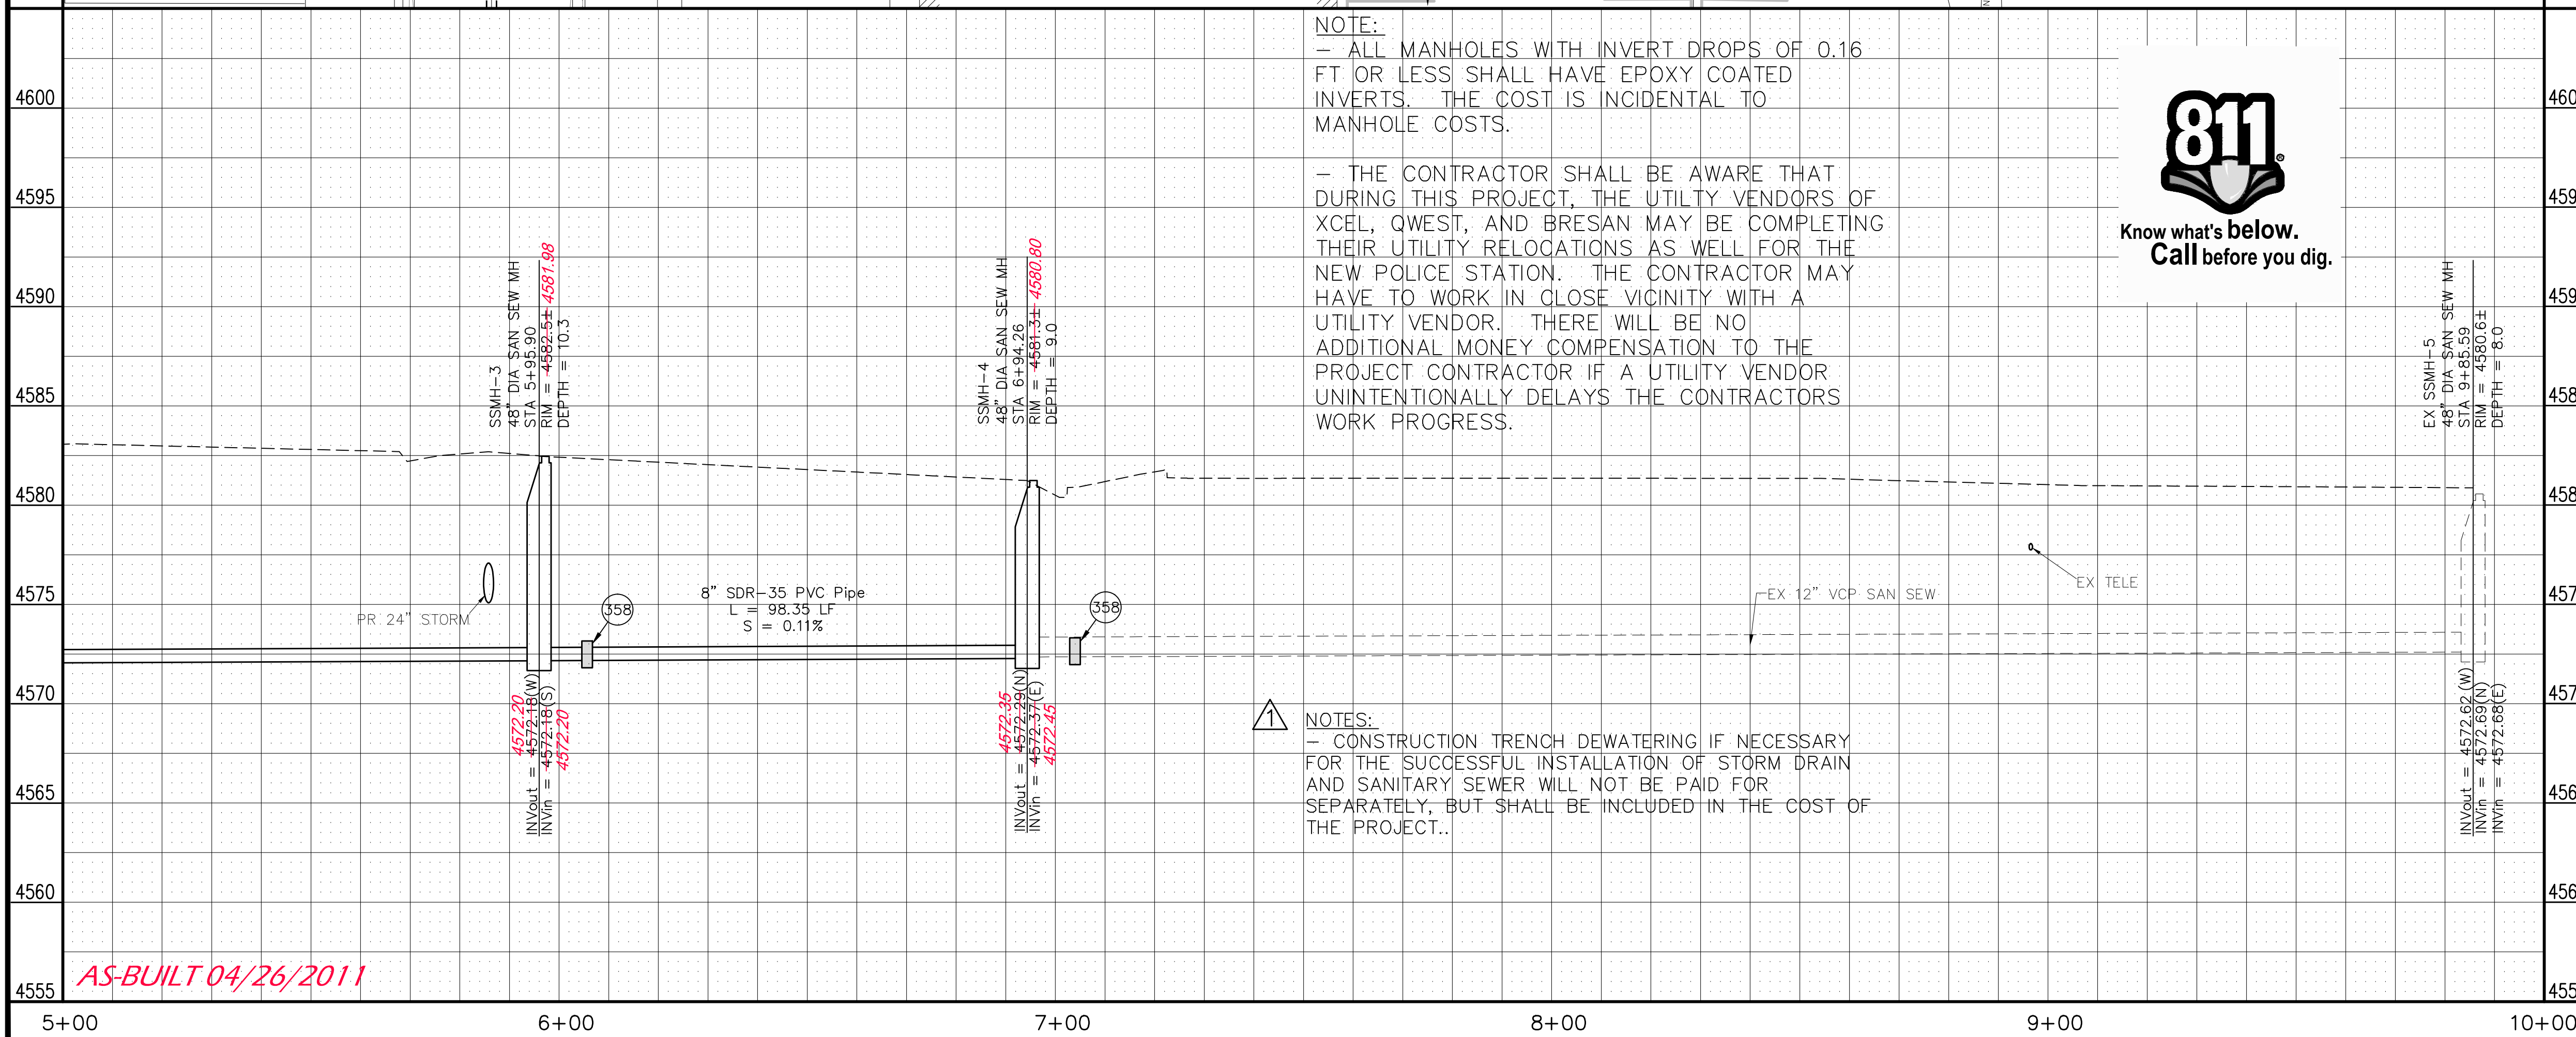 NOTE:
– ALL MANHOLES WITH INVERT DROPS OF 0.16
FT OR LESS SHALL HAVE EPOXY COATED
INVERTS. THE COST IS INCIDENTAL TO
MANHOLE COSTS.
– THE CONTRACTOR SHALL BE AWARE THAT
DURING THIS PROJECT, THE UTILTY VENDORS OF
XCEL, QWEST, AND BRESAN MAY BE COMPLETING
THEIR UTILITY RELOCATIONS AS WELL FOR THE
NEW POLICE STATION. THE CONTRACTOR MAY
HAVE TO WORK IN CLOSE VICINITY WITH A
UTILITY VENDOR. THERE WILL BE NO
ADDITIONAL MONEY COMPENSATION TO THE
PROJECT CONTRACTOR IF A UTILITY VENDOR
UNINTENTIONALLY DELAYS THE CONTRACTORS
WORK PROGRESS.
811
Know what's below.
Call before you dig.
4600
4595
4590
4585
4580
4575
4570
4565
4560
4555
460
459
459
458
458
457
457
456
456
455
SSMH–3
48" DIA SAN SEW MH
STA 5+95.90
RIM = 4582.5± 4581.98
DEPTH = 10.3
SSMH–4
48" DIA SAN SEW MH
STA 6+94.26
RIM = 4581.3± 4580.80
DEPTH = 9.0
EX SSMH–5
48" DIA SAN SEW MH
STA 9+85.59
RIM = 4580.6±
DEPTH = 8.0
PR 24" STORM
358
8" SDR–35 PVC Pipe
L = 98.35 LF
S = 0.11%
358
EX 12" VCP SAN SEW
EX TELE
4572.20
INVout = 4572.18(W)
INVin = 4572.18(S)
4572.20
4572.35
INVout = 4572.29(N)
INVin = 4572.37(E)
4572.45
INVout = 4572.62 (W)
INVin = 4572.69(N)
INVin = 4572.68(E)
1
NOTES:
– CONSTRUCTION TRENCH DEWATERING IF NECESSARY
FOR THE SUCCESSFUL INSTALLATION OF STORM DRAIN
AND SANITARY SEWER WILL NOT BE PAID FOR
SEPARATELY, BUT SHALL BE INCLUDED IN THE COST OF
THE PROJECT..
AS-BUILT 04/26/2011
5+00
6+00
7+00
8+00
9+00
10+00